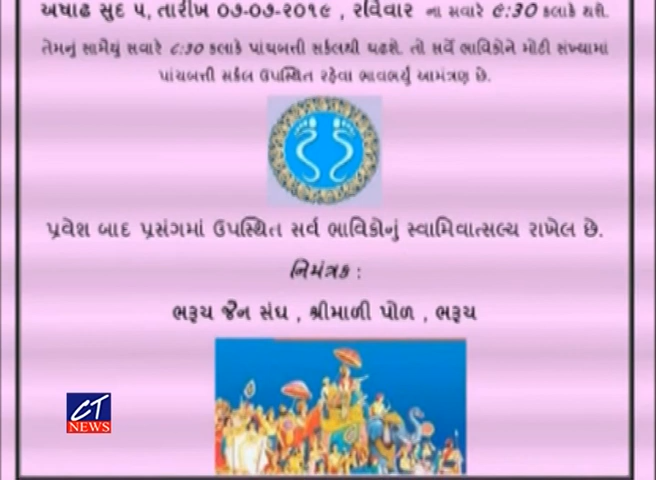 અષાઢ સુદ ૫, તારીખ ૦૭-૦૭-૨૦૧૯ , રવિવાર ના સવારે ૯:૩૦ કલાકે થશે.
તેમનું સામૈયું સવારે ૮:૩૦ કલાકે પાંચબત્તી સર્કલથી ચઢશે. તો સર્વે ભાવિકોને મોટી સંખ્યામાં
પાંચબત્તી સર્કલ ઉપસ્થિત રહેવા ભાવભર્યું આમંત્રણ છે.
પ્રવેશ બાદ પ્રસંગમાં ઉપસ્થિત સર્વ ભાવિકોનું સ્વામિવાત્સલ્ય રાખેલ છે.
નિમંત્રક :
ભરૂચ જૈન સંઘ , શ્રીમાળી પોળ , ભરૂચ
CT
NEWS